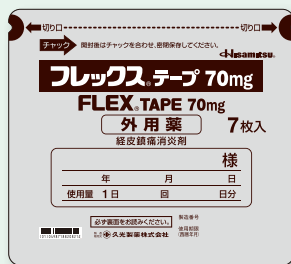 切り口 切り口
チャック 開封後はチャックを合わせ、密閉保存してください。
Hisamitsu®
フレックス®テープ 70mg
FLEX® TAPE 70mg
外用薬 7枚入
経皮鎮痛消炎剤
様
年 月 日
使用量 1日 回 日分
必ず裏面をお読みください。
製造番号
久光製薬株式会社